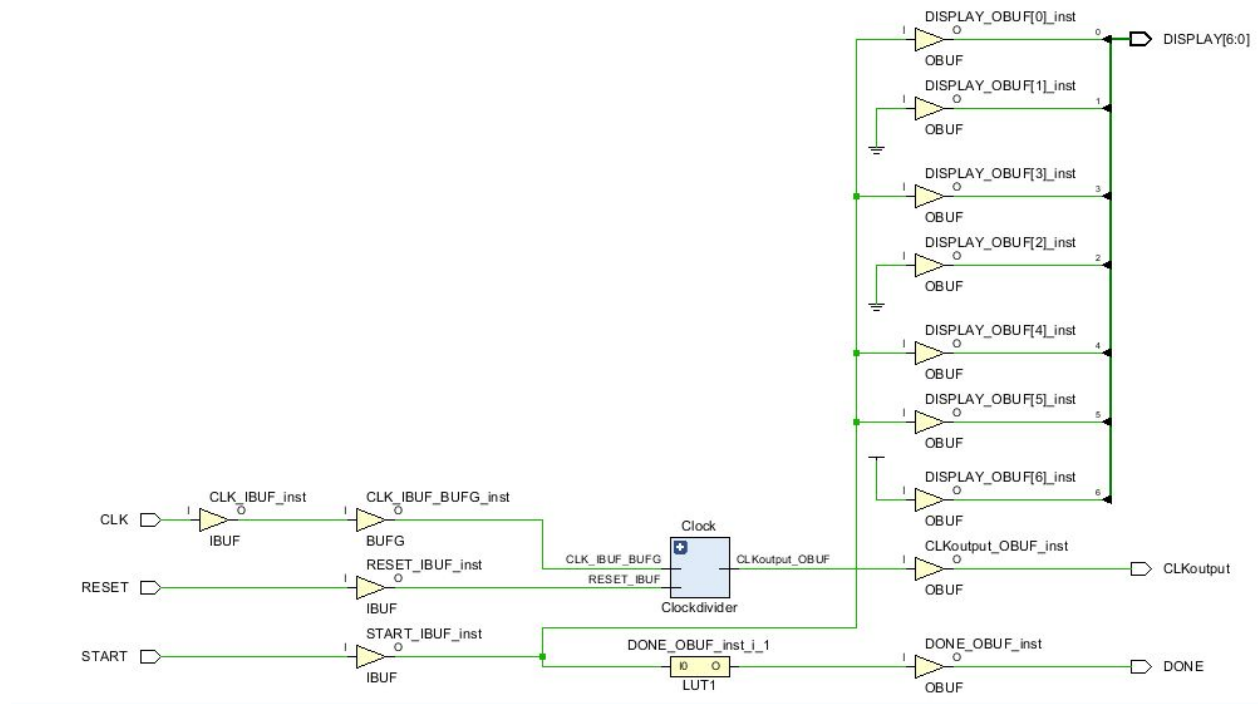 DISPLAY_OBUF[0]_inst
I O 0
DISPLAY[6:0]
OBUF
DISPLAY_OBUF[1]_inst
I O 1
OBUF
DISPLAY_OBUF[3]_inst
I O 3
OBUF
DISPLAY_OBUF[2]_inst
I O 2
OBUF
DISPLAY_OBUF[4]_inst
I O 4
OBUF
DISPLAY_OBUF[5]_inst
I O 5
OBUF
DISPLAY_OBUF[6]_inst
I O 6
OBUF
CLK_IBUF_inst
CLK_IBUF_BUFG_inst
CLK
I O
I O
IBUF
BUFG
Clock
CLK_IBUF_BUFG
CLKoutput_OBUF
CLKoutput_OBUF_inst
I O
CLKoutput
OBUF
RESET_IBUF_inst
RESET
I O
RESET_IBUF
IBUF
Clockdivider
START_IBUF_inst
START
I O
IBUF
DONE_OBUF_inst_i_1
I0 O
LUT1
DONE_OBUF_inst
I O
DONE
OBUF